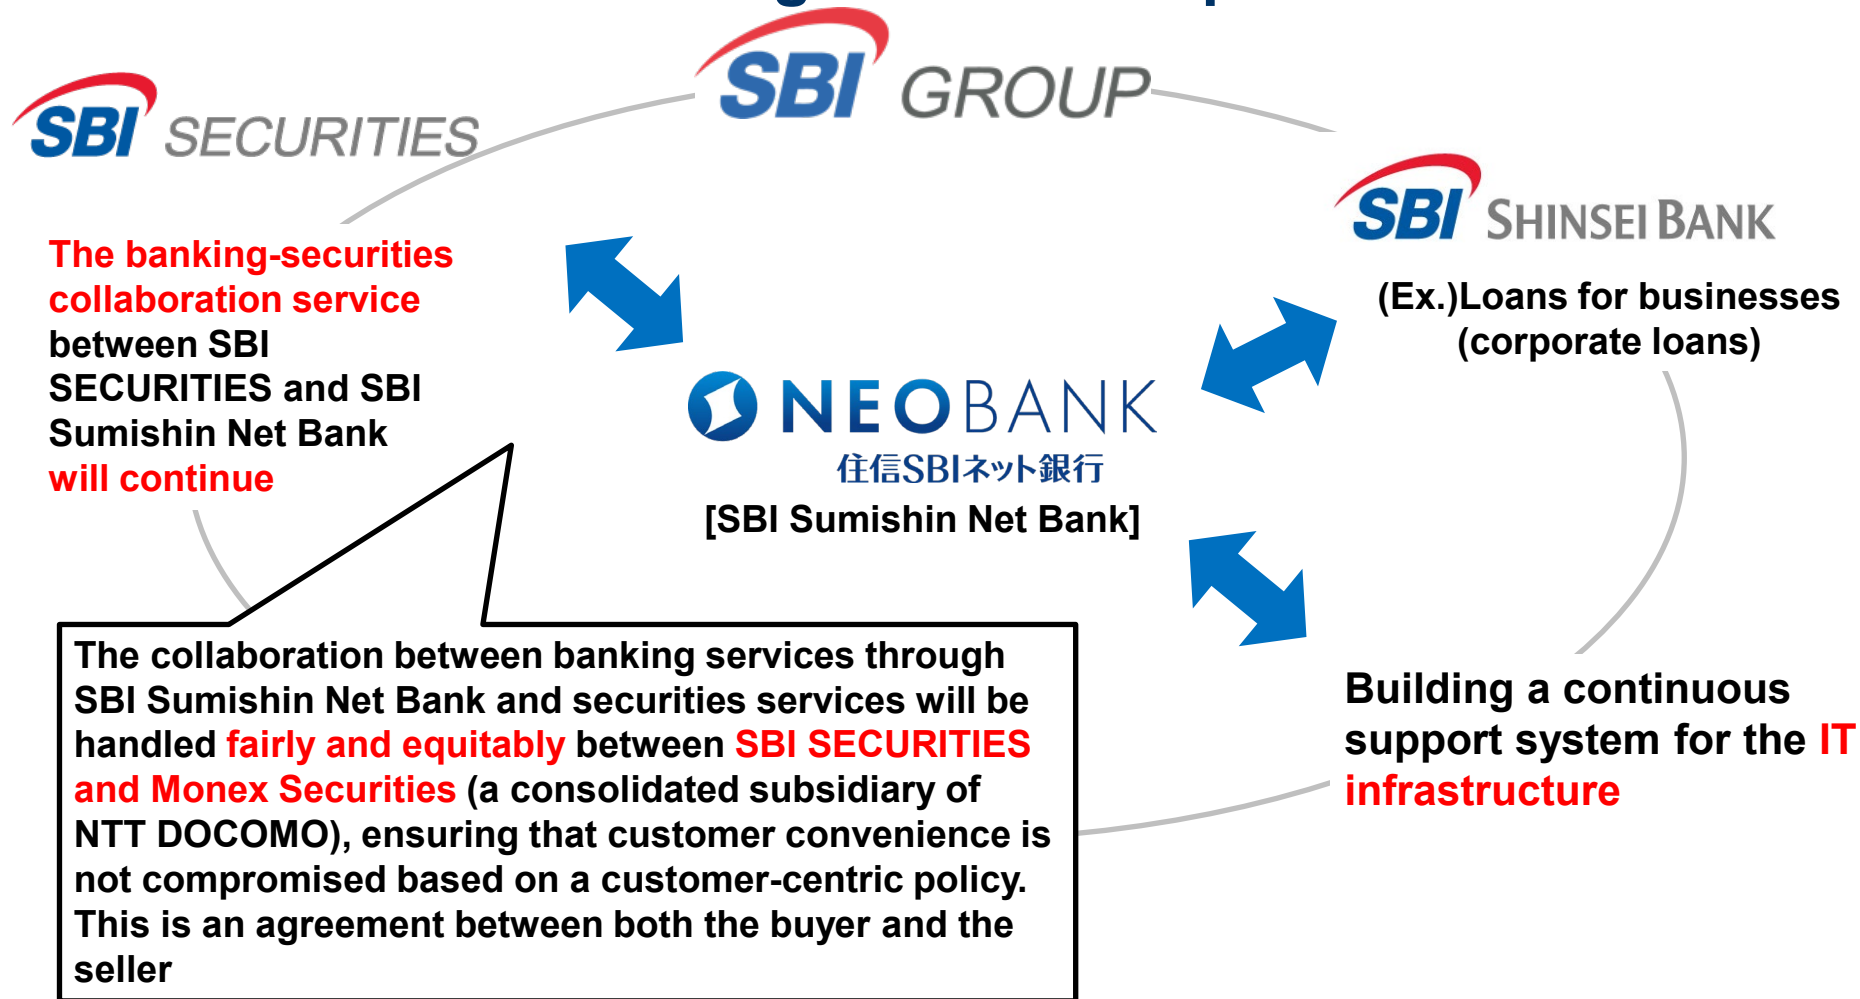 SBI GROUP
SBI SECURITIES
SBI SHINSEI BANK
The banking-securities
collaboration service
between SBI
SECURITIES and SBI
Sumishin Net Bank
will continue
(Ex.)Loans for businesses
(corporate loans)
NEOBANK
住信SBIネット銀行
[SBI Sumishin Net Bank]
The collaboration between banking services through
SBI Sumishin Net Bank and securities services will be
handled fairly and equitably between SBI SECURITIES
and Monex Securities (a consolidated subsidiary of
NTT DOCOMO), ensuring that customer convenience is
not compromised based on a customer-centric policy.
This is an agreement between both the buyer and the
seller
Building a continuous
support system for the IT
infrastructure